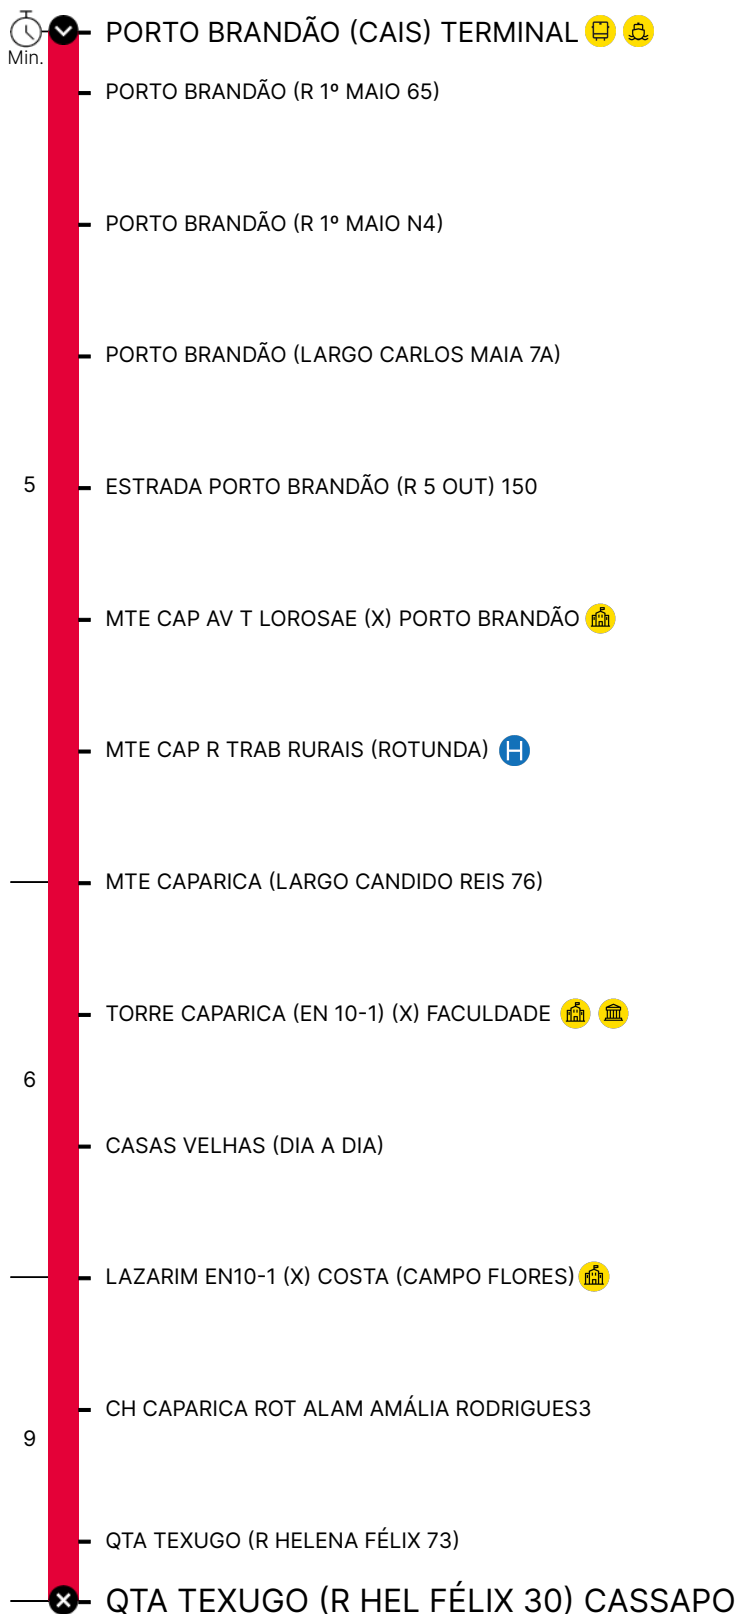 PORTO BRANDÃO (CAIS) TERMINAL
Min.
PORTO BRANDÃO (R 1º MAIO 65)
PORTO BRANDÃO (R 1º MAIO N4)
PORTO BRANDÃO (LARGO CARLOS MAIA 7A)
5
ESTRADA PORTO BRANDÃO (R 5 OUT) 150
MTE CAP AV T LOROSAE (X) PORTO BRANDÃO
MTE CAP R TRAB RURAIS (ROTUNDA) H
MTE CAPARICA (LARGO CANDIDO REIS 76)
TORRE CAPARICA (EN 10-1) (X) FACULDADE
6
CASAS VELHAS (DIA A DIA)
LAZARIM EN10-1 (X) COSTA (CAMPO FLORES)
CH CAPARICA ROT ALAM AMÁLIA RODRIGUES3
9
QTA TEXUGO (R HELENA FÉLIX 73)
QTA TEXUGO (R HEL FÉLIX 30) CASSAPO